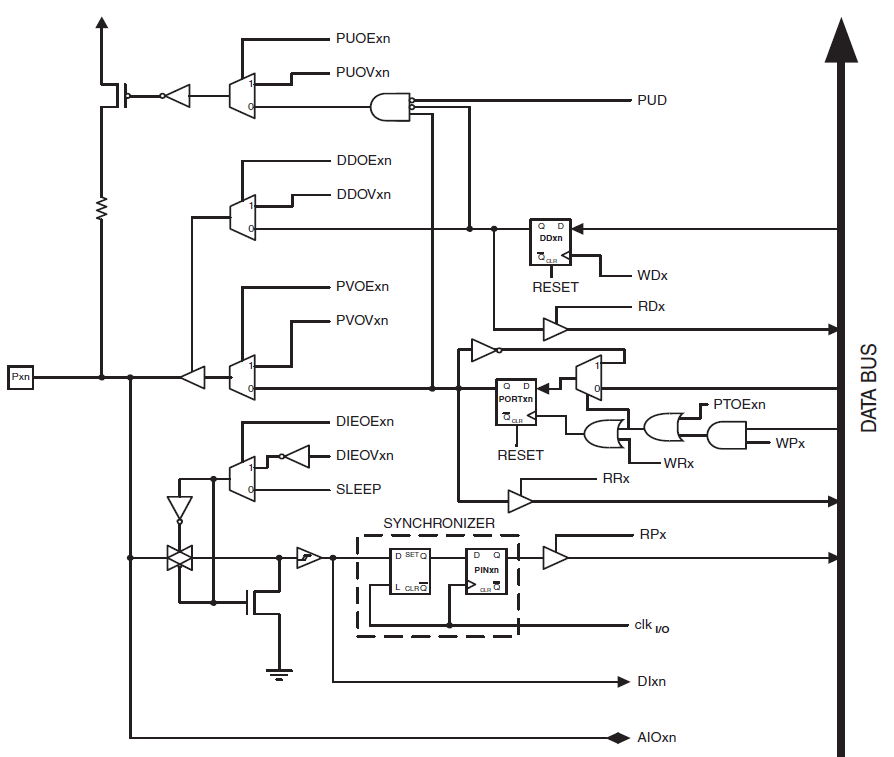 PUOExn
PUOVxn
1
0
PUD
DDOExn
DDOVxn
1
0
Q D
DDxn
Q CLR
WDx
RESET
RDx
PVOExn
PVOVxn
1
0
Pxn
1
0
Q D
PORTxn
Q CLR
RESET
PTOExn
WPx
WRx
RRx
DATA BUS
DIEOExn
DIEOVxn
SLEEP
1
0
SYNCHRONIZER
D SET Q
L CLR Q
D Q
PINxn
CLR Q
RPx
clk I/O
DIxn
AIOxn